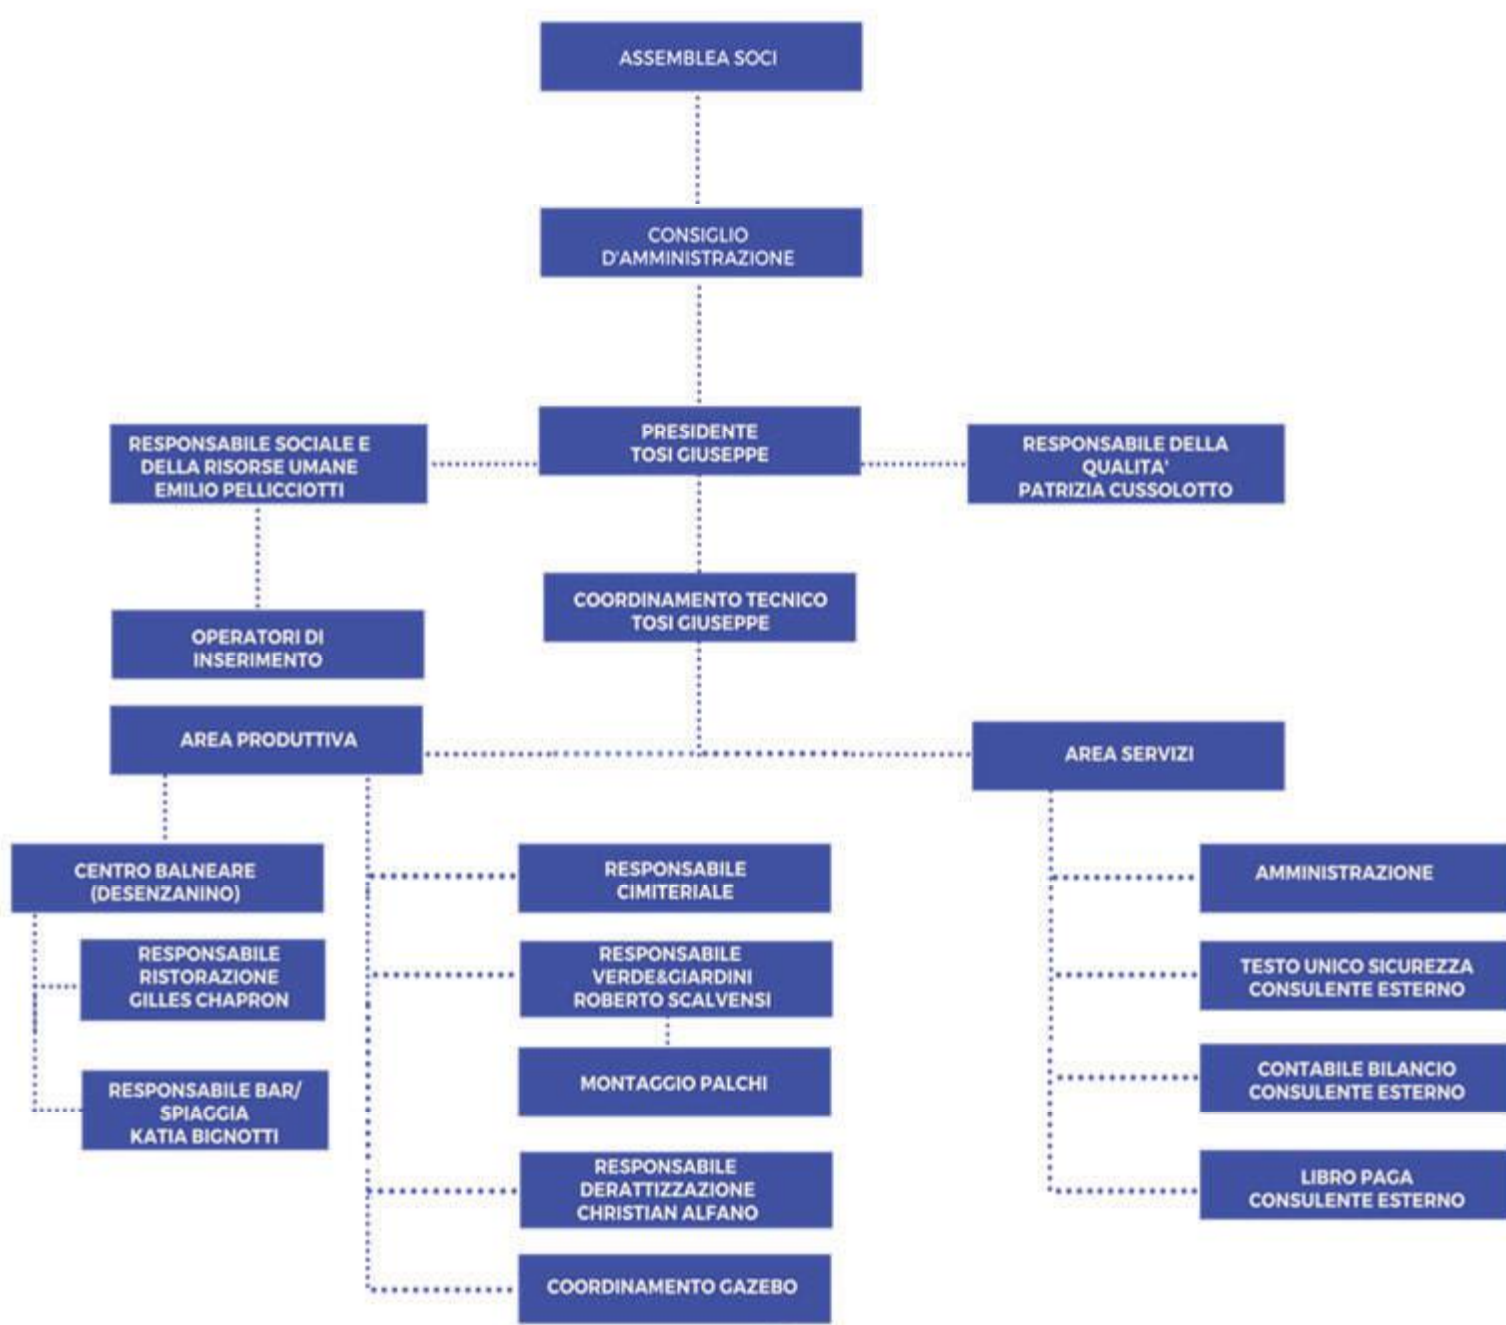 ASSEMBLEA SOCI
CONSIGLIO
D'AMMINISTRAZIONE
PRESIDENTE
TOSI GIUSEPPE
RESPONSABILE SOCIALE E
DELLA RISORSE UMANE
EMILIO PELLICCIOTTI
RESPONSABILE DELLA
QUALITA'
PATRIZIA CUSSOLOTTO
COORDINAMENTO TECNICO
TOSI GIUSEPPE
OPERATORI DI
INSERIMENTO
AREA PRODUTTIVA
AREA SERVIZI
CENTRO BALNEARE
(DESENZANINO)
RESPONSABILE
RISTORAZIONE
GILLES CHAPRON
RESPONSABILE BAR/
SPIAGGIA
KATIA BIGNOTTI
RESPONSABILE
CIMITERIALE
RESPONSABILE
VERDE&GIARDINI
ROBERTO SCALVENSI
MONTAGGIO PALCHI
RESPONSABILE
DERATTIZZAZIONE
CHRISTIAN ALFANO
COORDINAMENTO GAZEBO
AMMINISTRAZIONE
TESTO UNICO SICUREZZA
CONSULENTE ESTERNO
CONTABILE BILANCIO
CONSULENTE ESTERNO
LIBRO PAGA
CONSULENTE ESTERNO